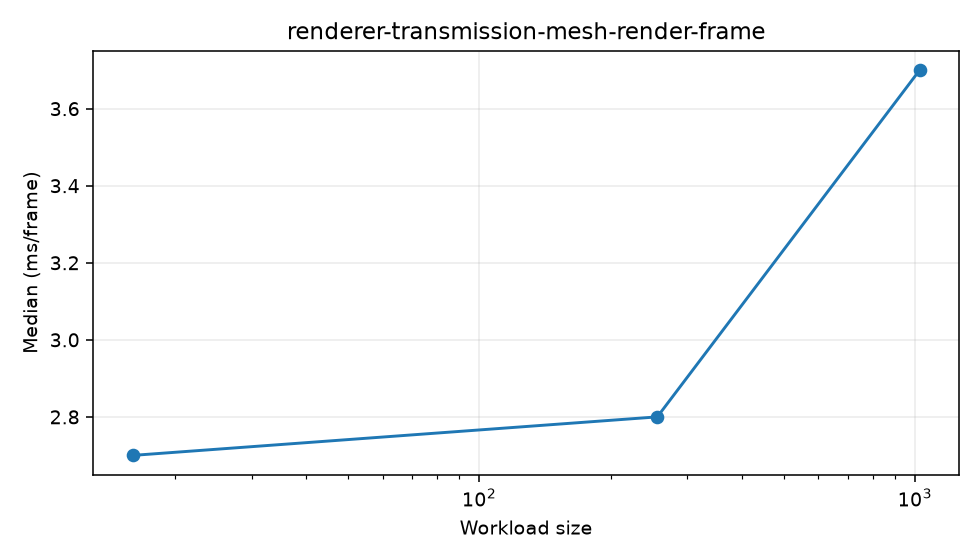 renderer-transmission-mesh-render-frame
Median (ms/frame)
3.6
3.4
3.2
3.0
2.8
10²
10³
Workload size